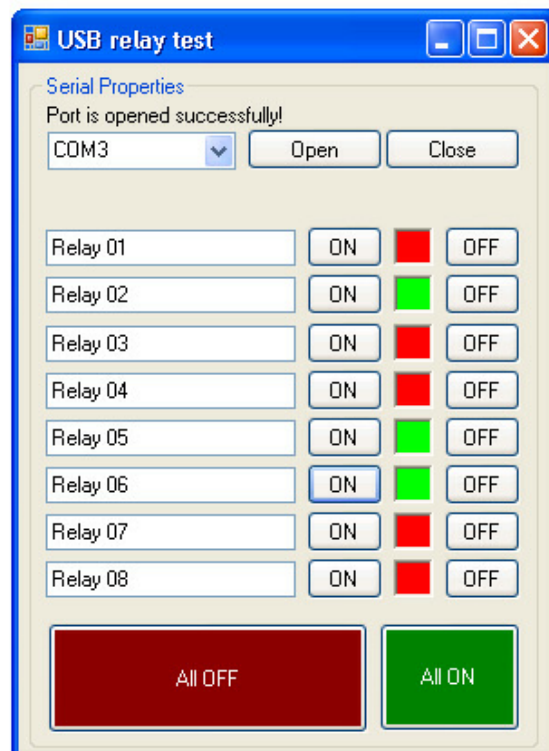 USB relay test
Serial Properties
Port is opened successfully!
COM3 Open Close
Relay 01 ON OFF
Relay 02 ON OFF
Relay 03 ON OFF
Relay 04 ON OFF
Relay 05 ON OFF
Relay 06 ON OFF
Relay 07 ON OFF
Relay 08 ON OFF
All OFF All ON